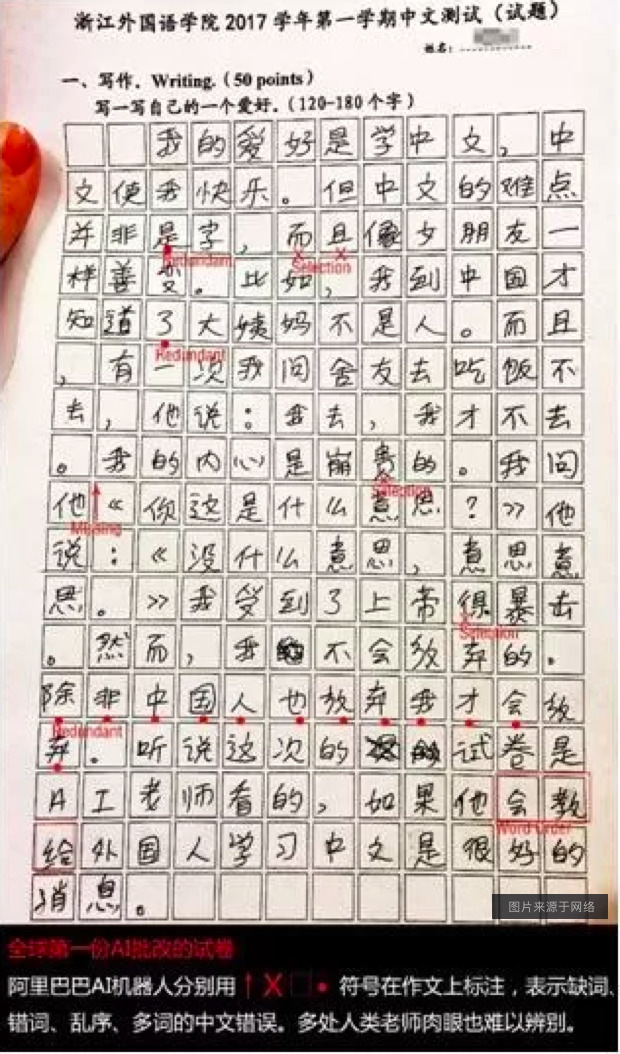 浙江外国语学院 2017 学年第一学期中文测试（试题）
姓名：
一、写作．Writing.（50 points）
写一写自己的一个爱好．（120-180 个字）
我的爱好是学中文，中
文使我快乐。但中文的难点
并非是字，而且像夕朋友一
Redundant
Selection
样善变。比如，我到中国才
知道了大姨妈不是人。而且
Redundant
，有一次我问舍友去吃饭不
去，他说：我去，我才不去
。我的内心是崩贵的。我问
Selection
他《你这是什么意思？》他
Missing
说：《没什么意思，意思意
思。》我受到了上帝很暴击
Selection
。然而，我不会放弃的。
除非中国人也放弃我才会放
Redundant
弃。听说这次的试卷是
AI老师看的，如果他会教
Word Order
给外国人学习中文是很好的
消息。
图片来源于网络
全球第一份AI批改的试卷
阿里巴巴AI机器人分别用↑X□•符号在作文上标注，表示缺词、
错词、乱序、多词的中文错误。多处人类老师肉眼也难以辨别。